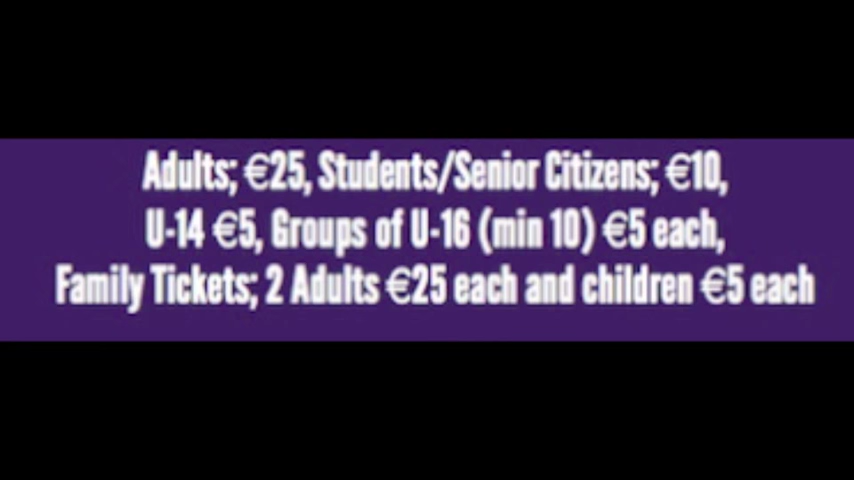 Adults; €25, Students/Senior Citizens; €10,
U-14 €5, Groups of U-16 (min 10) €5 each,
Family Tickets; 2 Adults €25 each and children €5 each